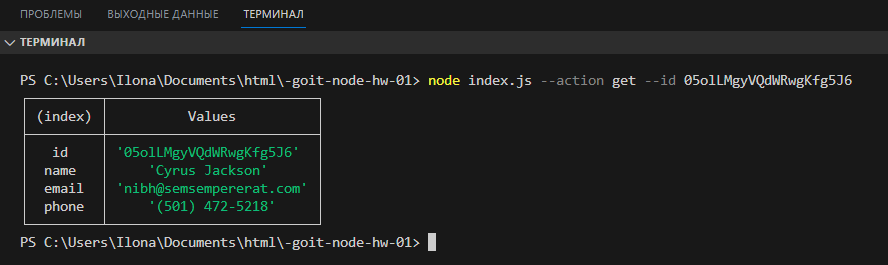 ПРОБЛЕМЫ ВЫХОДНЫЕ ДАННЫЕ ТЕРМИНАЛ
ТЕРМИНАЛ
PS C:\Users\Ilona\Documents\html\-goit-node-hw-01> node index.js --action get --id 05olLMgyVQdWRwgKfg5J6
(index) Values
id '05olLMgyVQdWRwgKfg5J6'
name 'Cyrus Jackson'
email 'nibh@semsempererat.com'
phone '(501) 472-5218'
PS C:\Users\Ilona\Documents\html\-goit-node-hw-01>